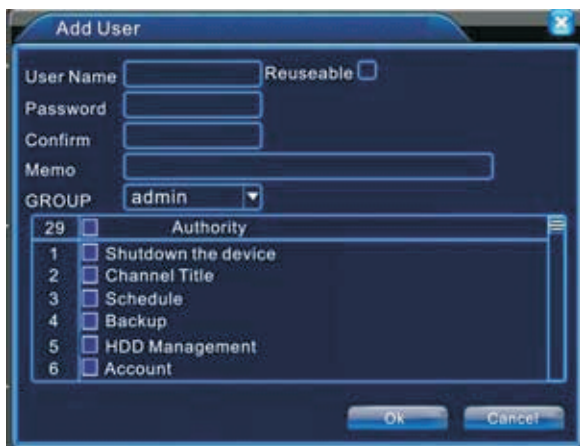 Add User
User Name Reuseable
Password
Confirm
Memo
GROUP admin
29 Authority
1 Shutdown the device
2 Channel Title
3 Schedule
4 Backup
5 HDD Management
6 Account
Ok Cancel